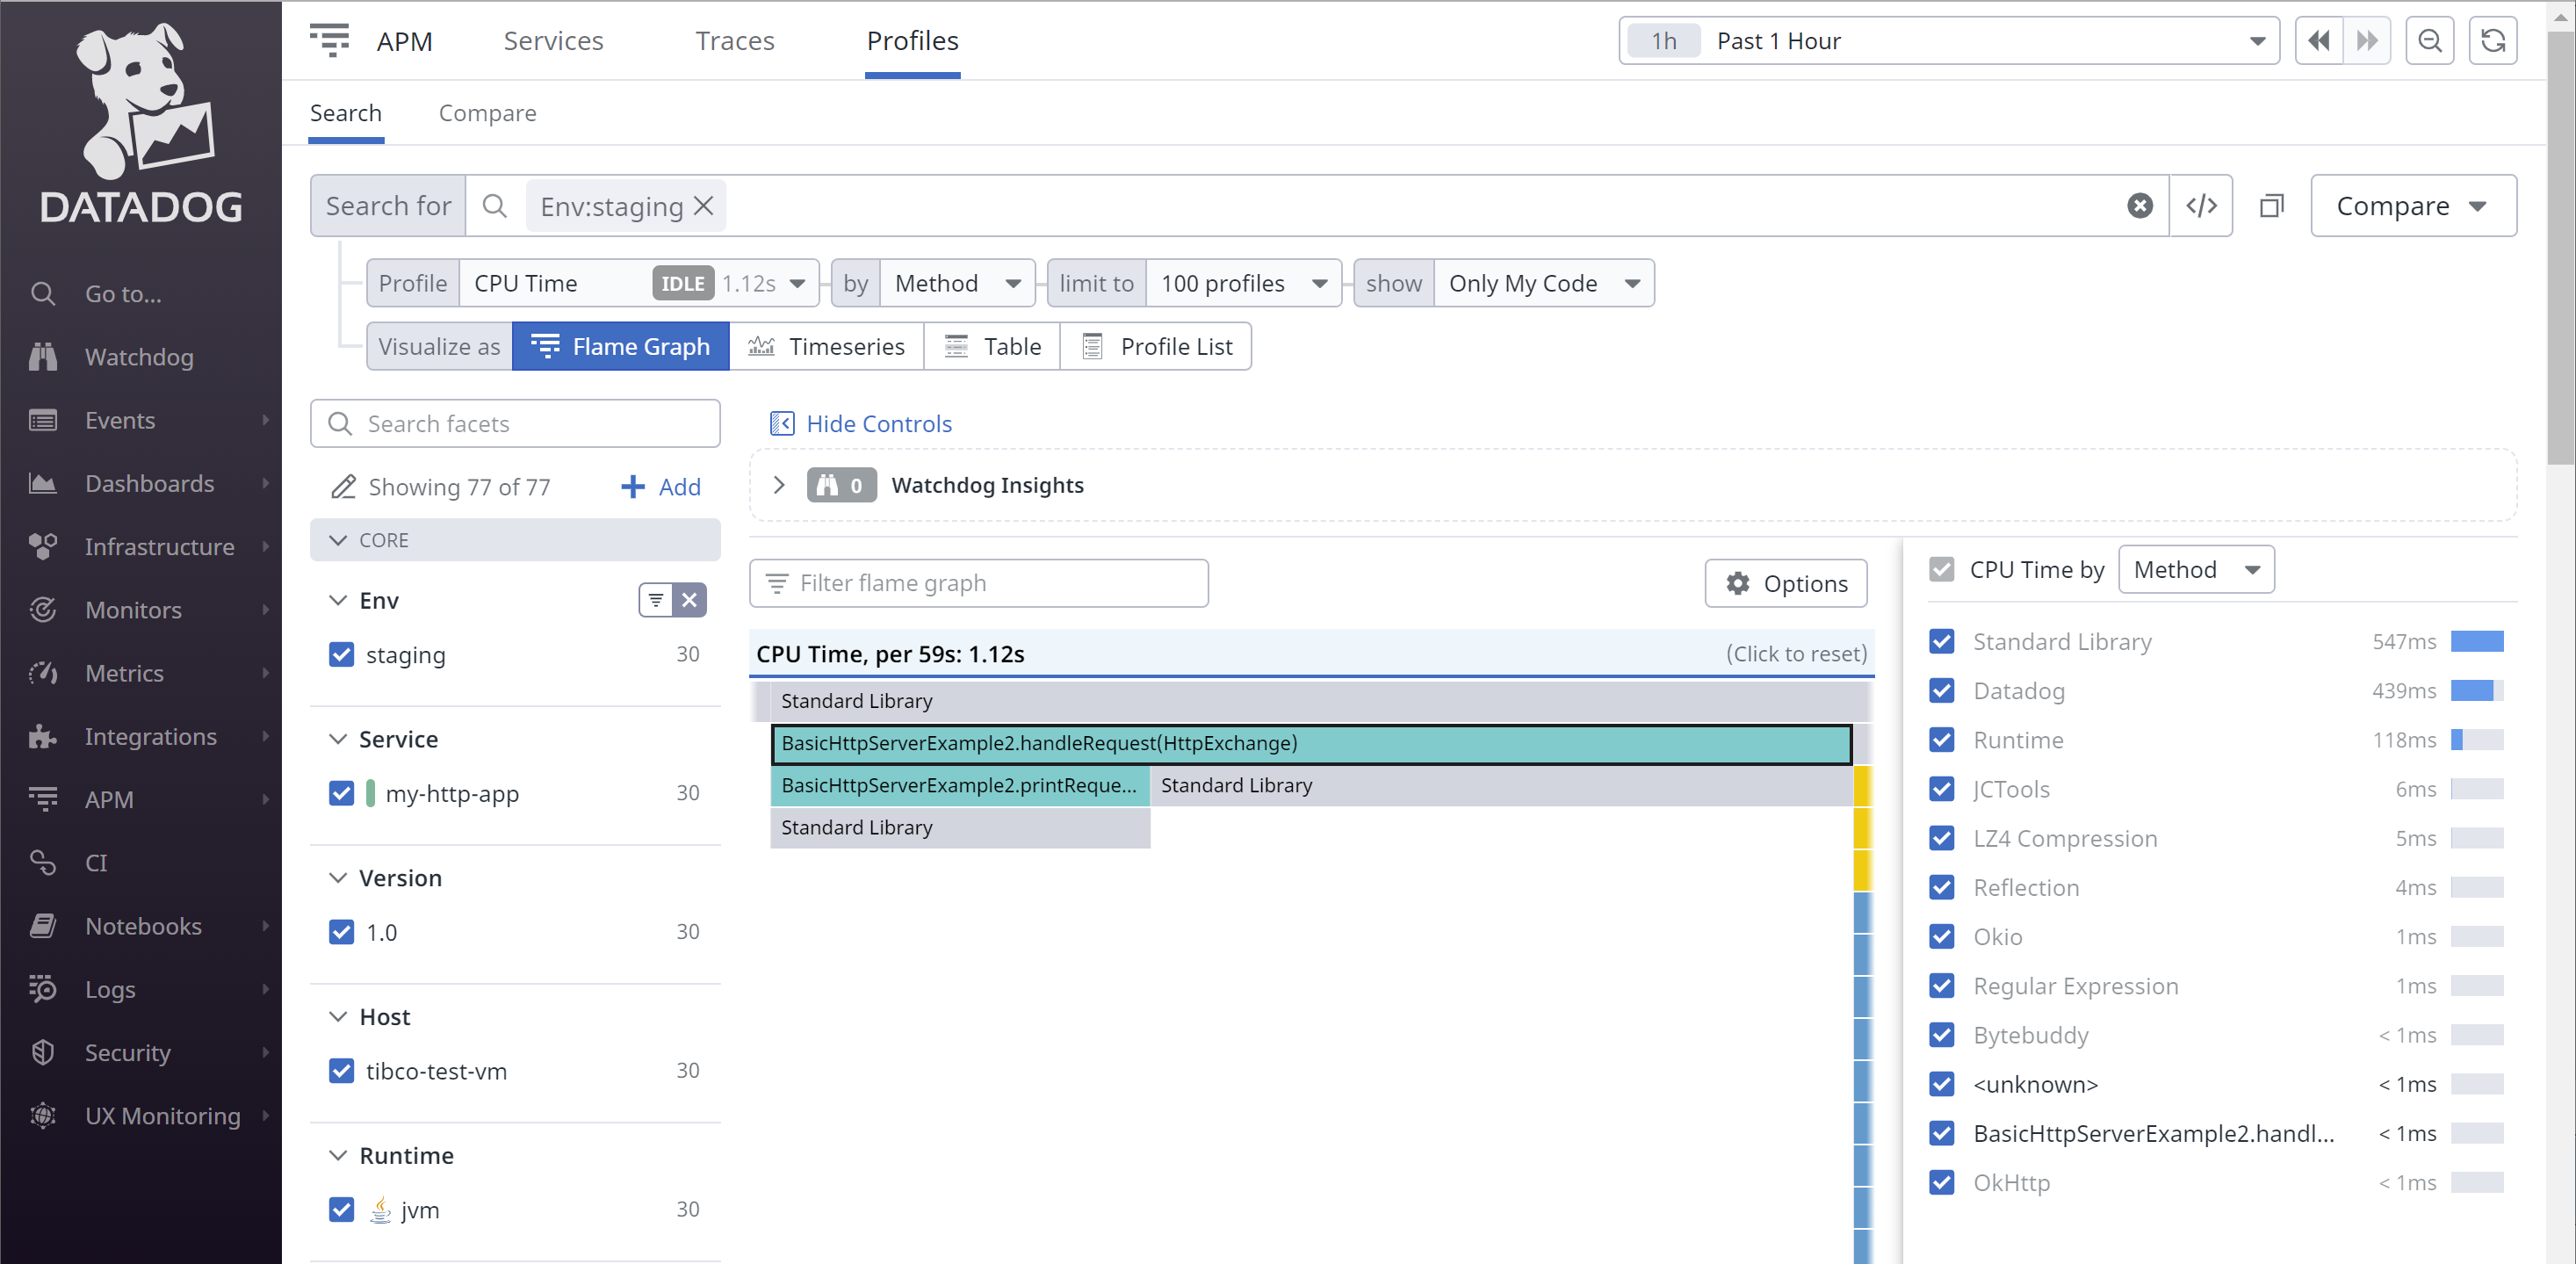 DATADOG
Go to...
Watchdog
Events
Dashboards
Infrastructure
Monitors
Metrics
Integrations
APM
CI
Notebooks
Logs
Security
UX Monitoring
APM Services Traces Profiles
1h Past 1 Hour
Search Compare
Search for Env:staging </> Compare
Profile CPU Time IDLE 1.12s by Method limit to 100 profiles show Only My Code
Visualize as Flame Graph Timeseries Table Profile List
Search facets
Showing 77 of 77 Add
CORE
Env
staging 30
Service
my-http-app 30
Version
1.0 30
Host
tibco-test-vm 30
Runtime
jvm 30
Hide Controls
0 Watchdog Insights
Filter flame graph Options
CPU Time, per 59s: 1.12s (Click to reset)
Standard Library
BasicHttpServerExample2.handleRequest(HttpExchange)
BasicHttpServerExample2.printReque... Standard Library
Standard Library
CPU Time by Method
Standard Library 547ms
Datadog 439ms
Runtime 118ms
JCTools 6ms
LZ4 Compression 5ms
Reflection 4ms
Okio 1ms
Regular Expression 1ms
Bytebuddy < 1ms
<unknown> < 1ms
BasicHttpServerExample2.handl... < 1ms
OkHttp < 1ms